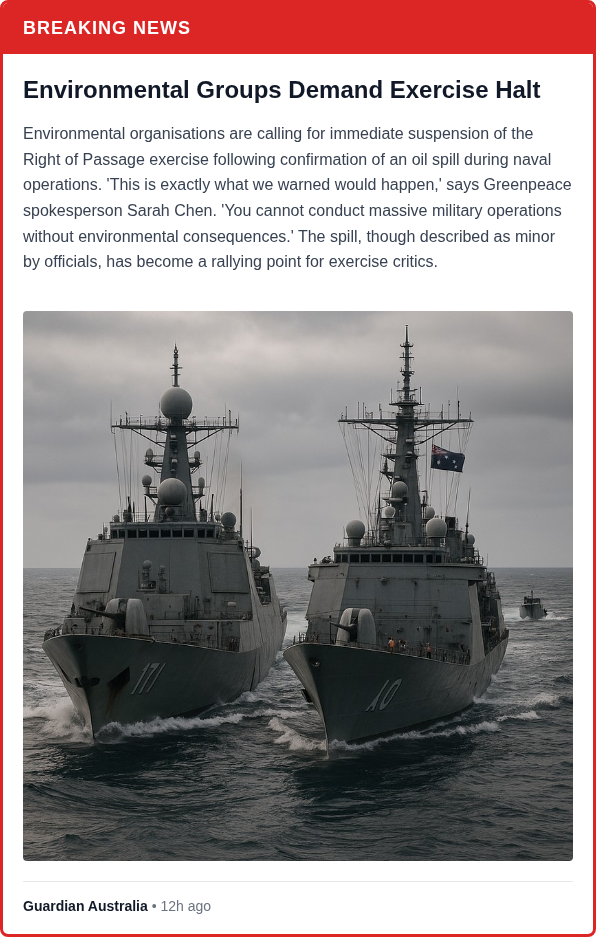 BREAKING NEWS
Environmental Groups Demand Exercise Halt
Environmental organisations are calling for immediate suspension of the
Right of Passage exercise following confirmation of an oil spill during naval
operations. 'This is exactly what we warned would happen,' says Greenpeace
spokesperson Sarah Chen. 'You cannot conduct massive military operations
without environmental consequences.' The spill, though described as minor
by officials, has become a rallying point for exercise critics.
171
10
Guardian Australia • 12h ago